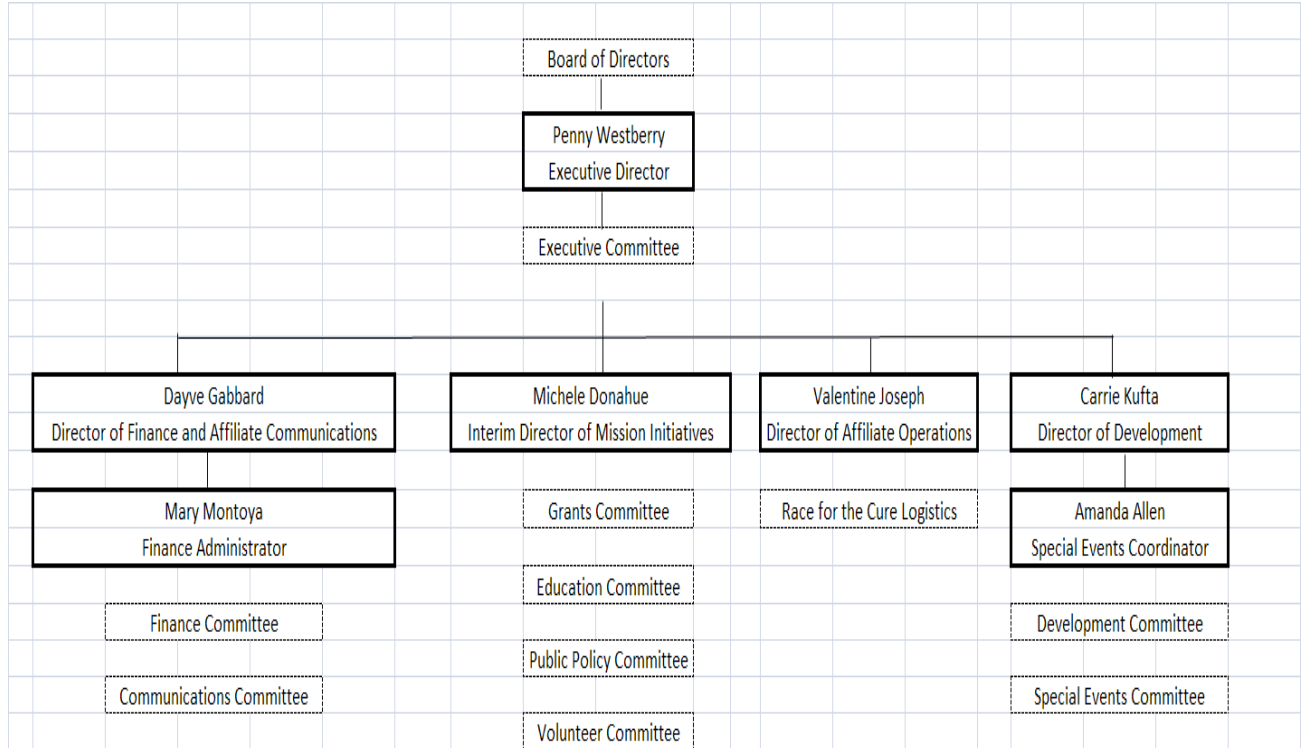 Board of Directors
Penny Westberry
Executive Director
Executive Committee
Dayve Gabbard
Director of Finance and Affiliate Communications
Michele Donahue
Interim Director of Mission Initiatives
Valentine Joseph
Director of Affiliate Operations
Carrie Kufta
Director of Development
Mary Montoya
Finance Administrator
Grants Committee
Race for the Cure Logistics
Amanda Allen
Special Events Coordinator
Education Committee
Finance Committee
Development Committee
Public Policy Committee
Communications Committee
Special Events Committee
Volunteer Committee